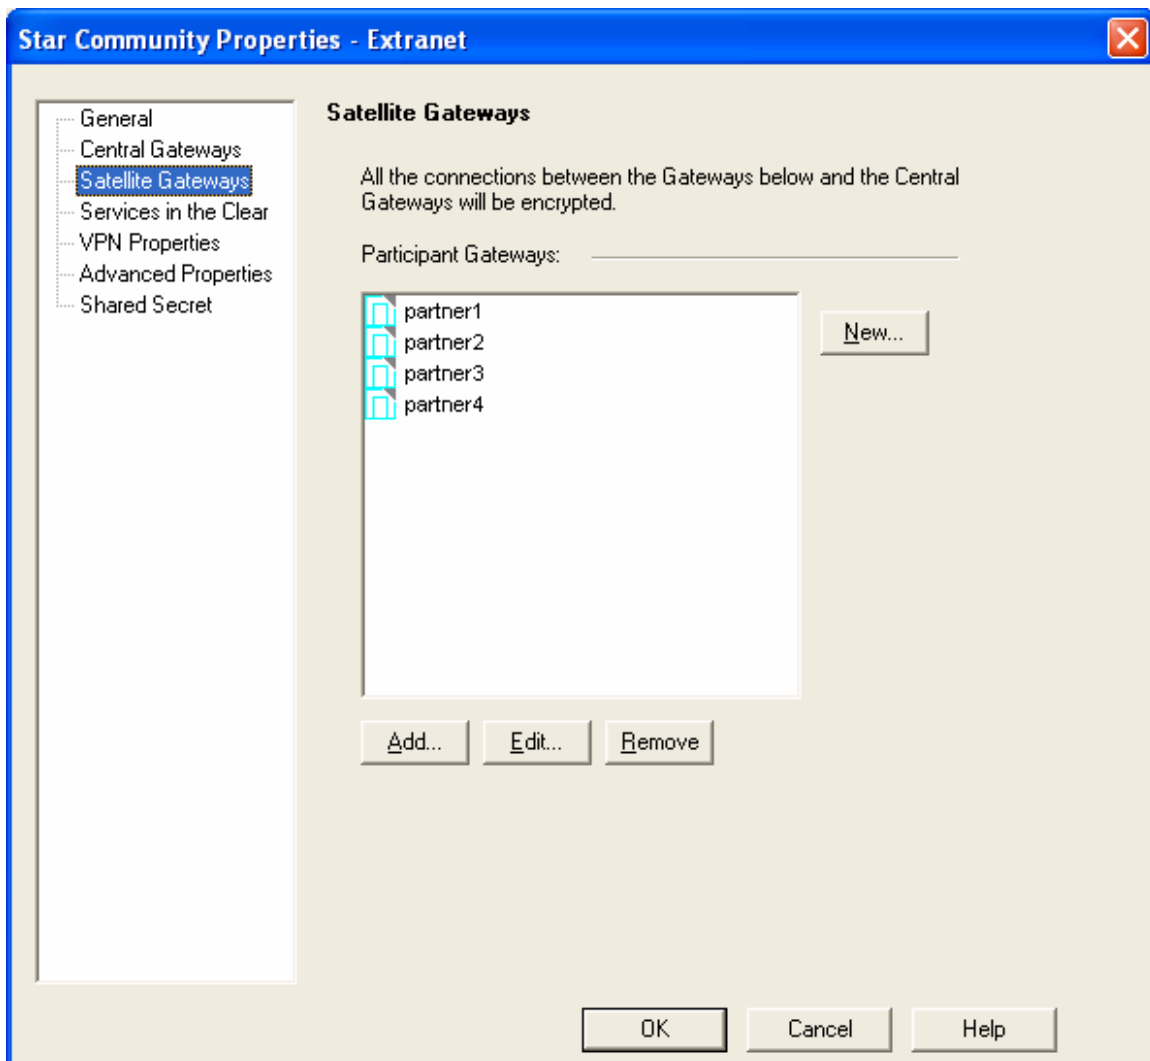 Star Community Properties - Extranet
General
Central Gateways
Satellite Gateways
Services in the Clear
VPN Properties
Advanced Properties
Shared Secret
Satellite Gateways
All the connections between the Gateways below and the Central
Gateways will be encrypted.
Participant Gateways:
partner1
partner2
partner3
partner4
New...
Add...
Edit...
Remove
OK
Cancel
Help